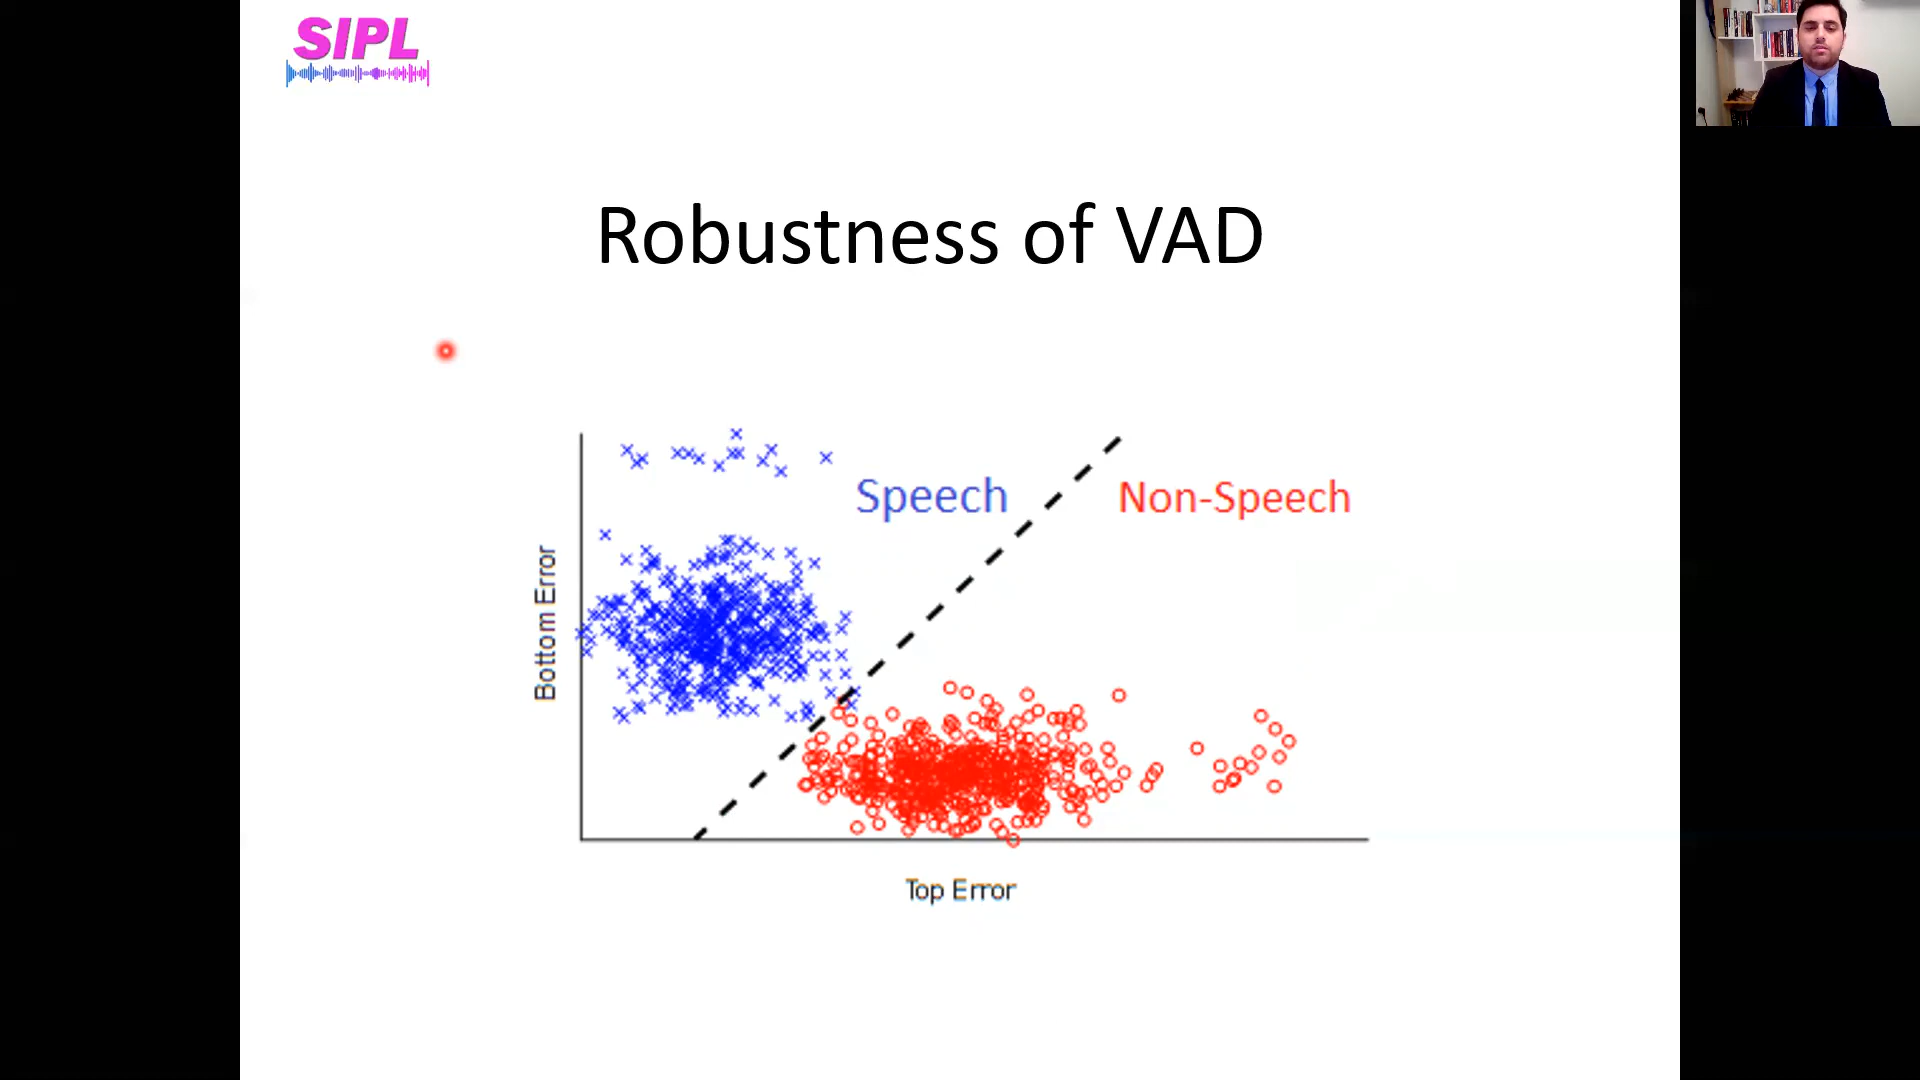 SIPL
Robustness of VAD
Speech
Non-Speech
Bottom Error
Top Error